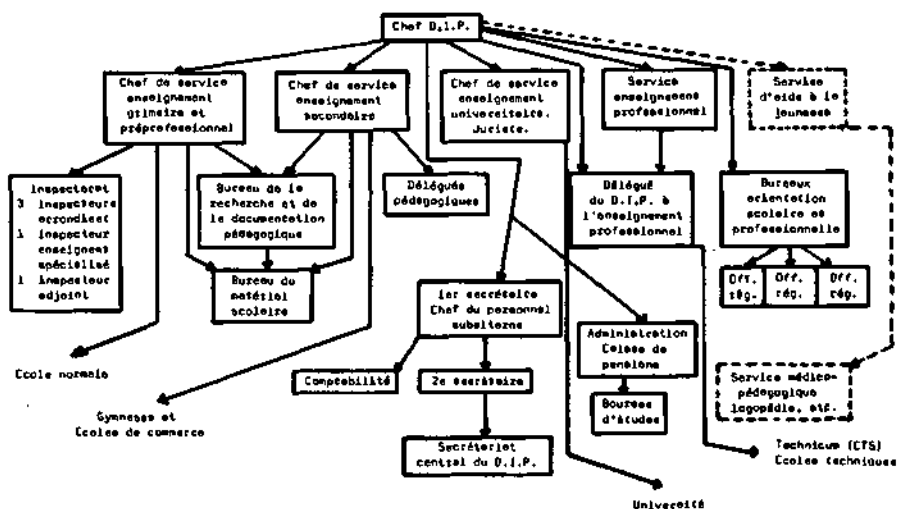 Chef D.I.P.
Chef de service
enseignement
primaire et
préprofessionnel
Chef de service
enseignement
secondaire
Chef de service
enseignement
universitaire.
Juriste.
Service
enseignement
professionnel
Service
d'aide à la
jeunesse
Inspectorat
3 inspecteurs
arrondiss
1 inspecteur
enseignem
spécialisé
1 inspecteur
adjoint
Bureau de la
recherche et de
la documentation
pédagogique
Délégués
pédagogiques
Délégué
du D.I.P. à
l'enseignement
professionnel
Bureaux
orientation
scolaire et
professionnelle
Off.
rég.
Off.
rég.
Off.
rég.
Bureau du
matériel
scolaire
1er secrétaire
Chef du personnel
subalterne
Administration
Caisse de
pensions
Ecole normale
Comptabilité
2e secrétaire
Bourses
d'études
Service médico-
pédagogique
logopédie, etc.
Gymnases et
Ecoles de commerce
Secrétariat
central du D.I.P.
Technicum (ETS)
Ecoles techniques
Université